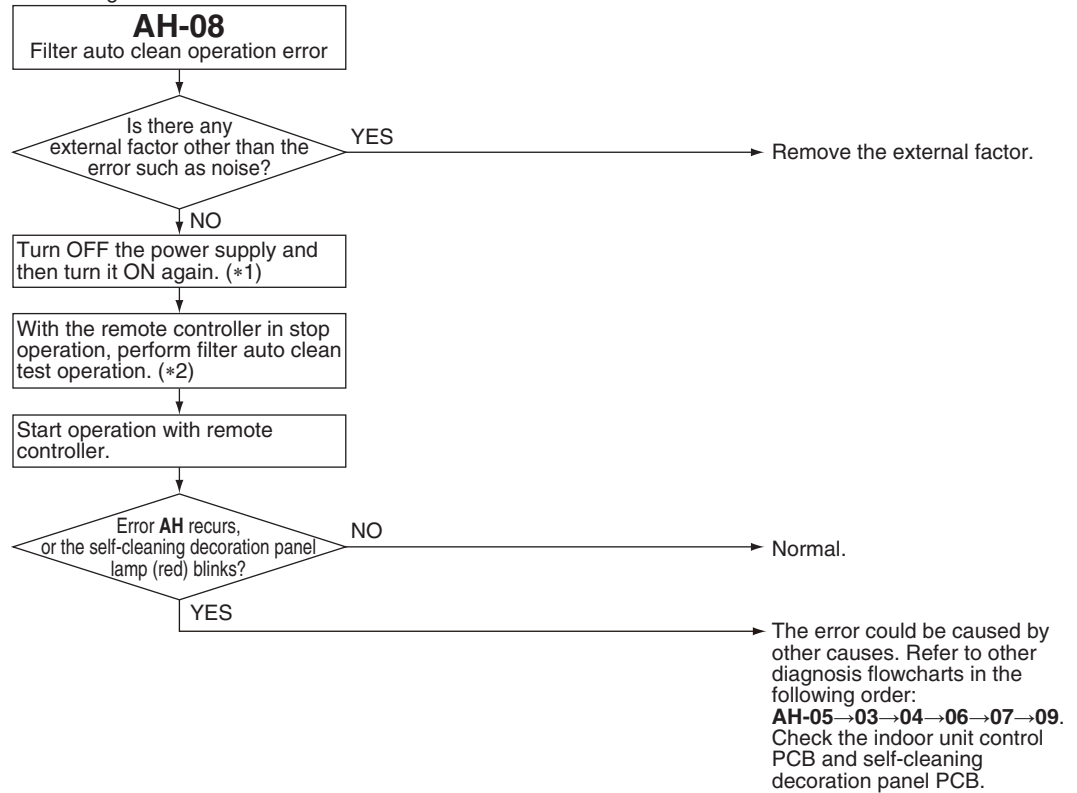 AH-08
Filter auto clean operation error
Is there any
external factor other than the
error such as noise?
YES
Remove the external factor.
NO
Turn OFF the power supply and
then turn it ON again. (*1)
With the remote controller in stop
operation, perform filter auto clean
test operation. (*2)
Start operation with remote
controller.
Error AH recurs,
or the self-cleaning decoration panel
lamp (red) blinks?
NO
Normal.
YES
The error could be caused by
other causes. Refer to other
diagnosis flowcharts in the
following order:
AH-05→03→04→06→07→09.
Check the indoor unit control
PCB and self-cleaning
decoration panel PCB.